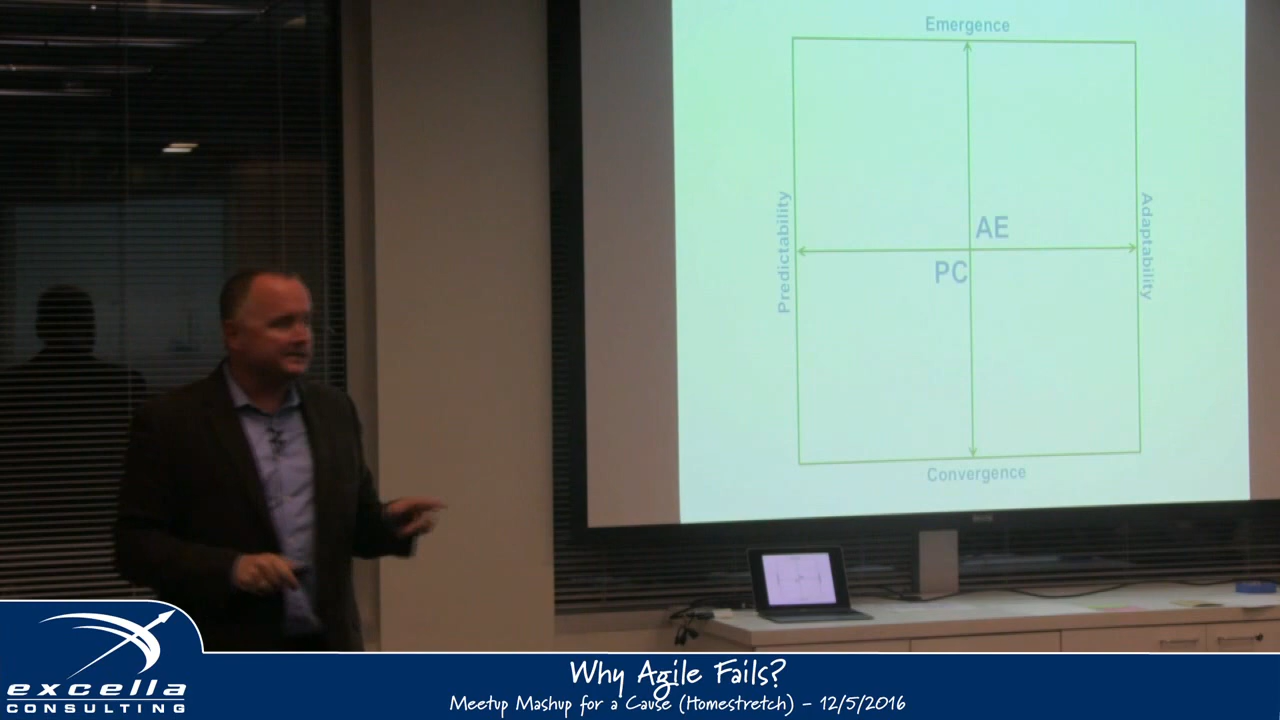 Emergence
Predictability
Adaptability
AE
PC
Convergence
excella
CONSULTING
Why Agile Fails?
Meetup Mashup for a Cause (Homestretch) - 12/5/2016